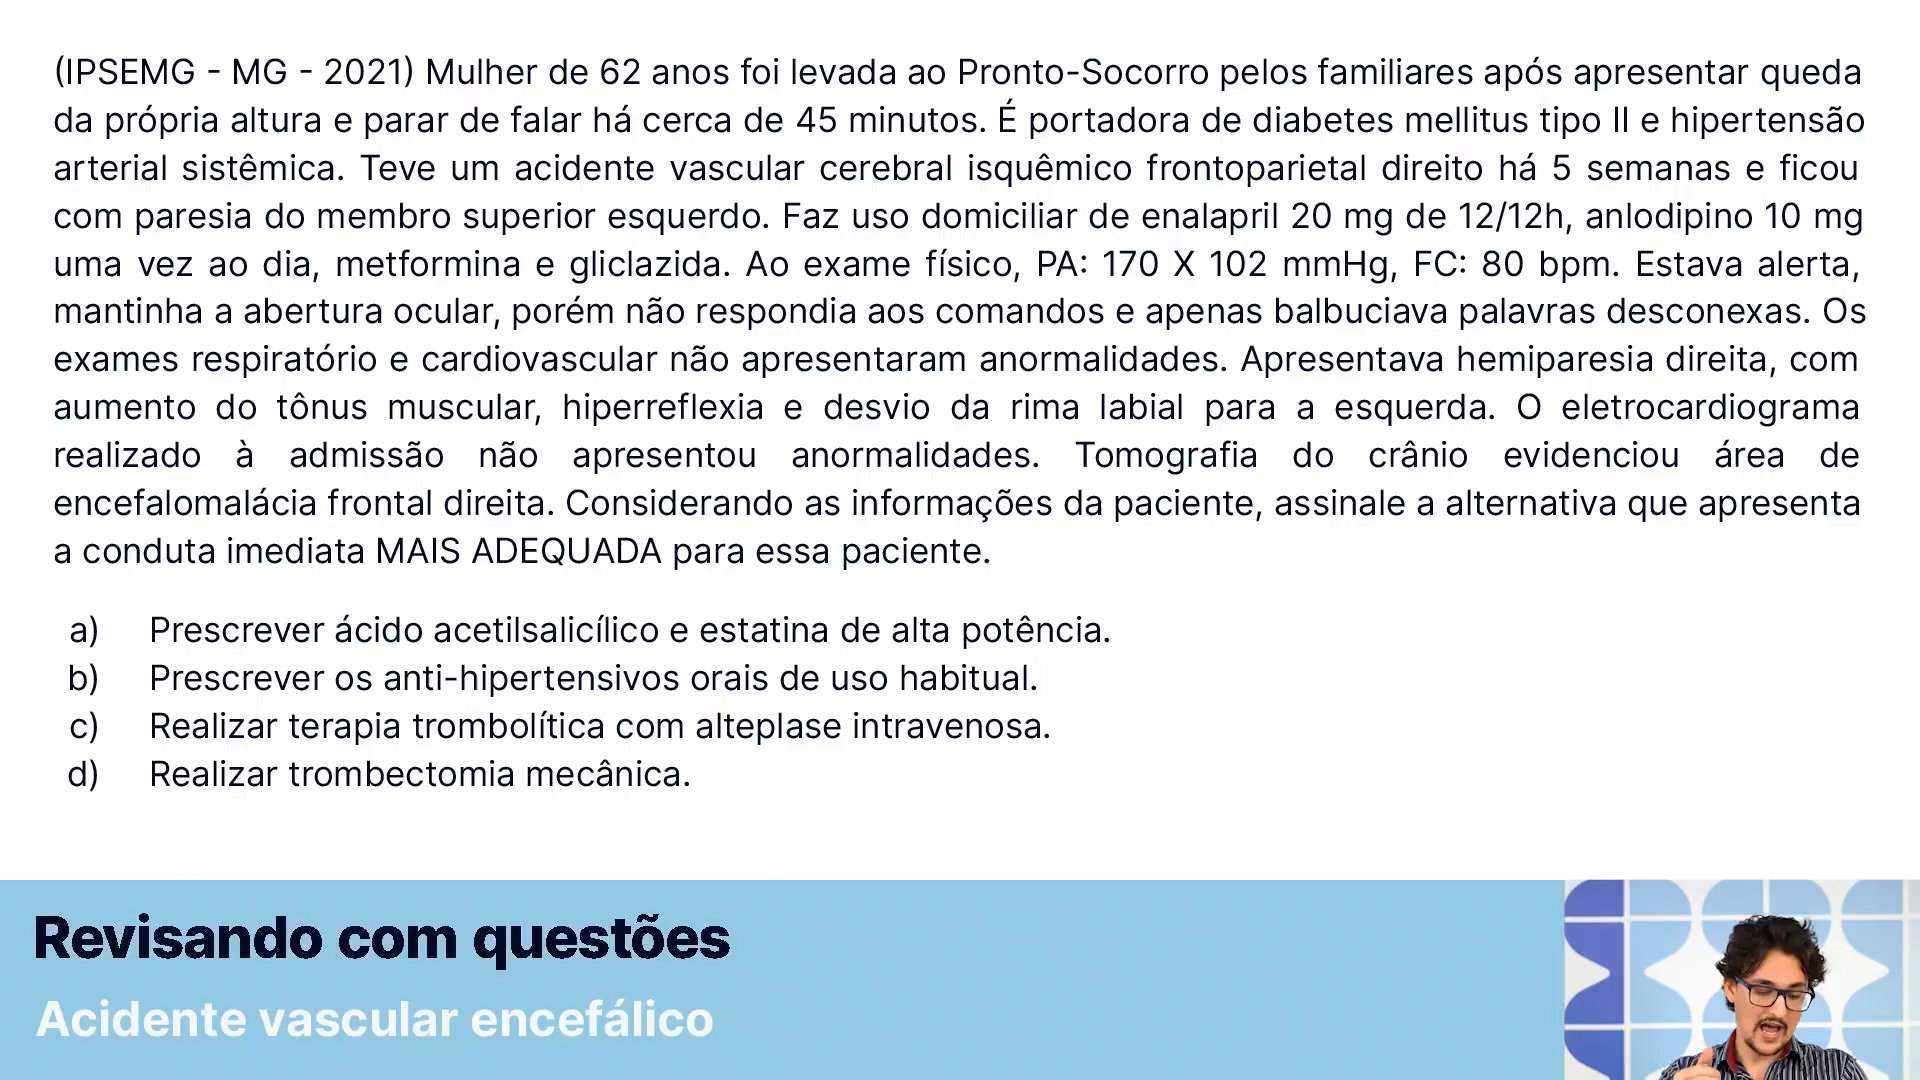 (IPSEMG - MG - 2021) Mulher de 62 anos foi levada ao Pronto-Socorro pelos familiares após apresentar queda
da própria altura e parar de falar há cerca de 45 minutos. É portadora de diabetes mellitus tipo II e hipertensão
arterial sistêmica. Teve um acidente vascular cerebral isquêmico frontoparietal direito há 5 semanas e ficou
com paresia do membro superior esquerdo. Faz uso domiciliar de enalapril 20 mg de 12/12h, anlodipino 10 mg
uma vez ao dia, metformina e gliclazida. Ao exame físico, PA: 170 X 102 mmHg, FC: 80 bpm. Estava alerta,
mantinha a abertura ocular, porém não respondia aos comandos e apenas balbuciava palavras desconexas. Os
exames respiratório e cardiovascular não apresentaram anormalidades. Apresentava hemiparesia direita, com
aumento do tônus muscular, hiperreflexia e desvio da rima labial para a esquerda. O eletrocardiograma
realizado à admissão não apresentou anormalidades. Tomografia do crânio evidenciou área de
encefalomalácia frontal direita. Considerando as informações da paciente, assinale a alternativa que apresenta
a conduta imediata MAIS ADEQUADA para essa paciente.
a) Prescrever ácido acetilsalicílico e estatina de alta potência.
b) Prescrever os anti-hipertensivos orais de uso habitual.
c) Realizar terapia trombolítica com alteplase intravenosa.
d) Realizar trombectomia mecânica.
Revisando com questões
Acidente vascular encefálico